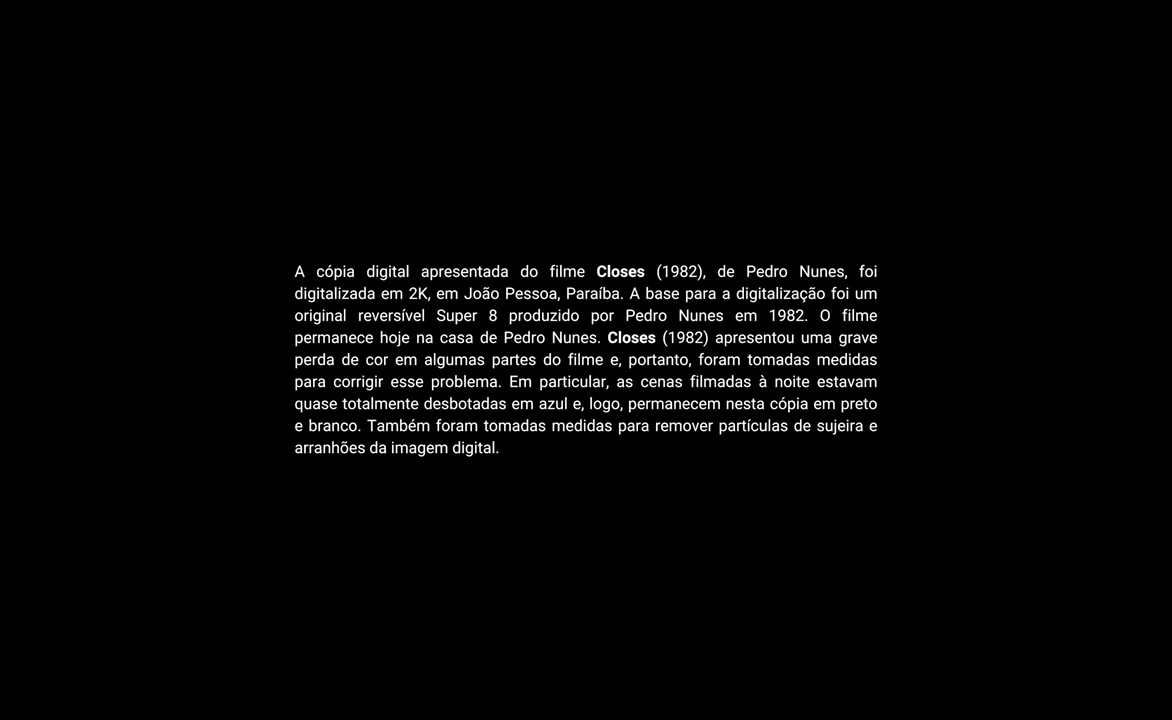 A cópia digital apresentada do filme Closes (1982), de Pedro Nunes, foi
digitalizada em 2K, em João Pessoa, Paraíba. A base para a digitalização foi um
original reversível Super 8 produzido por Pedro Nunes em 1982. O filme
permanece hoje na casa de Pedro Nunes. Closes (1982) apresentou uma grave
perda de cor em algumas partes do filme e, portanto, foram tomadas medidas
para corrigir esse problema. Em particular, as cenas filmadas à noite estavam
quase totalmente desbotadas em azul e, logo, permanecem nesta cópia em preto
e branco. Também foram tomadas medidas para remover partículas de sujeira e
arranhões da imagem digital.